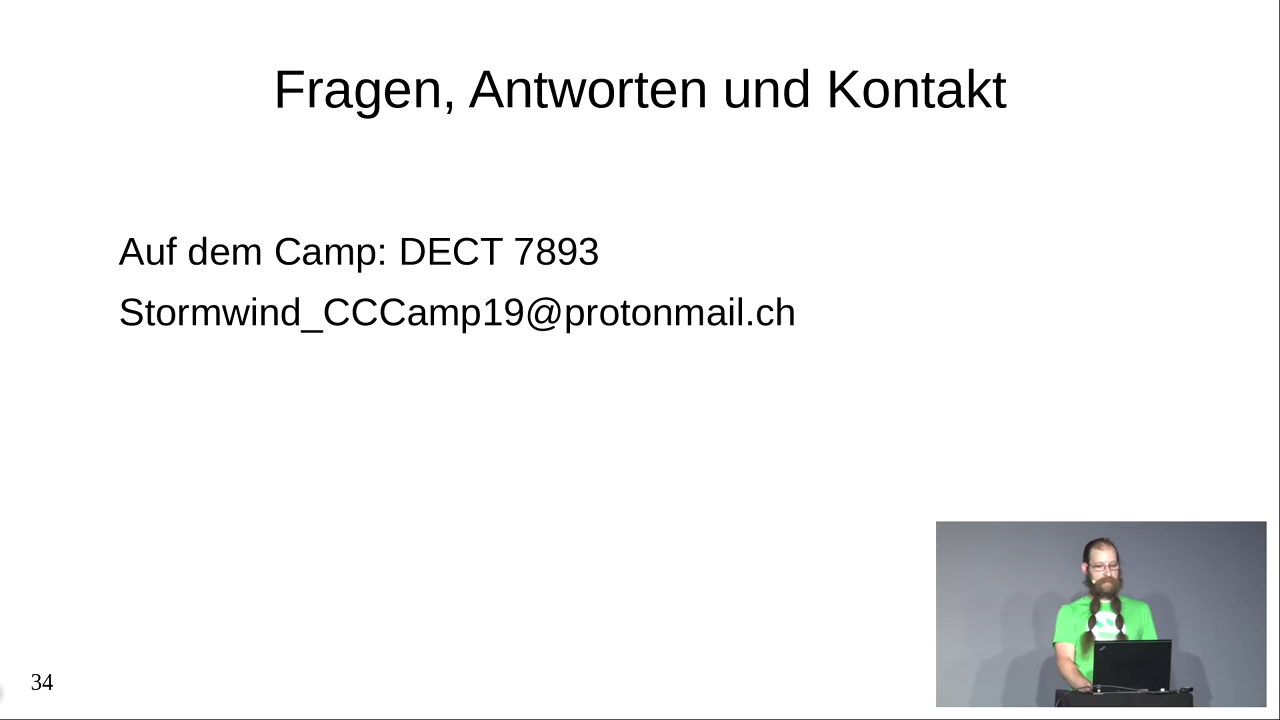 Fragen, Antworten und Kontakt
Auf dem Camp: DECT 7893
Stormwind_CCCamp19@protonmail.ch
34